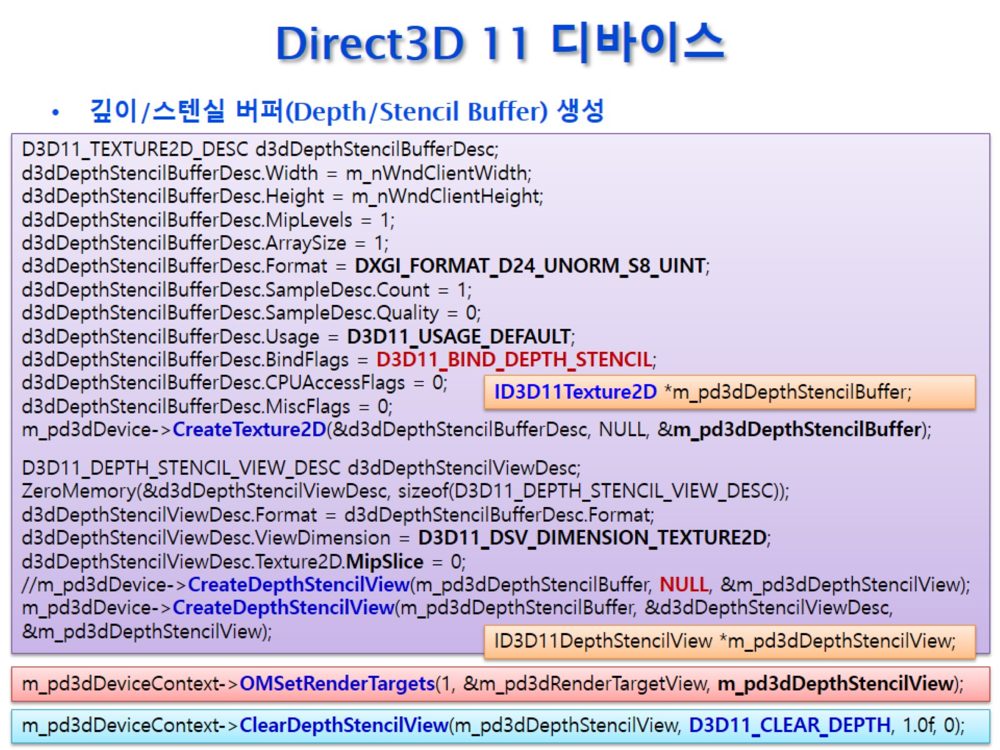 Direct3D 11 디바이스
• 깊이/스텐실 버퍼(Depth/Stencil Buffer) 생성
D3D11_TEXTURE2D_DESC d3dDepthStencilBufferDesc;
d3dDepthStencilBufferDesc.Width = m_nWndClientWidth;
d3dDepthStencilBufferDesc.Height = m_nWndClientHeight;
d3dDepthStencilBufferDesc.MipLevels = 1;
d3dDepthStencilBufferDesc.ArraySize = 1;
d3dDepthStencilBufferDesc.Format = DXGI_FORMAT_D24_UNORM_S8_UINT;
d3dDepthStencilBufferDesc.SampleDesc.Count = 1;
d3dDepthStencilBufferDesc.SampleDesc.Quality = 0;
d3dDepthStencilBufferDesc.Usage = D3D11_USAGE_DEFAULT;
d3dDepthStencilBufferDesc.BindFlags = D3D11_BIND_DEPTH_STENCIL;
d3dDepthStencilBufferDesc.CPUAccessFlags = 0;
ID3D11Texture2D *m_pd3dDepthStencilBuffer;
d3dDepthStencilBufferDesc.MiscFlags = 0;
m_pd3dDevice->CreateTexture2D(&d3dDepthStencilBufferDesc, NULL, &m_pd3dDepthStencilBuffer);
D3D11_DEPTH_STENCIL_VIEW_DESC d3dDepthStencilViewDesc;
ZeroMemory(&d3dDepthStencilViewDesc, sizeof(D3D11_DEPTH_STENCIL_VIEW_DESC));
d3dDepthStencilViewDesc.Format = d3dDepthStencilBufferDesc.Format;
d3dDepthStencilViewDesc.ViewDimension = D3D11_DSV_DIMENSION_TEXTURE2D;
d3dDepthStencilViewDesc.Texture2D.MipSlice = 0;
//m_pd3dDevice->CreateDepthStencilView(m_pd3dDepthStencilBuffer, NULL, &m_pd3dDepthStencilView);
m_pd3dDevice->CreateDepthStencilView(m_pd3dDepthStencilBuffer, &d3dDepthStencilViewDesc,
&m_pd3dDepthStencilView);
ID3D11DepthStencilView *m_pd3dDepthStencilView;
m_pd3dDeviceContext->OMSetRenderTargets(1, &m_pd3dRenderTargetView, m_pd3dDepthStencilView);
m_pd3dDeviceContext->ClearDepthStencilView(m_pd3dDepthStencilView, D3D11_CLEAR_DEPTH, 1.0f, 0);